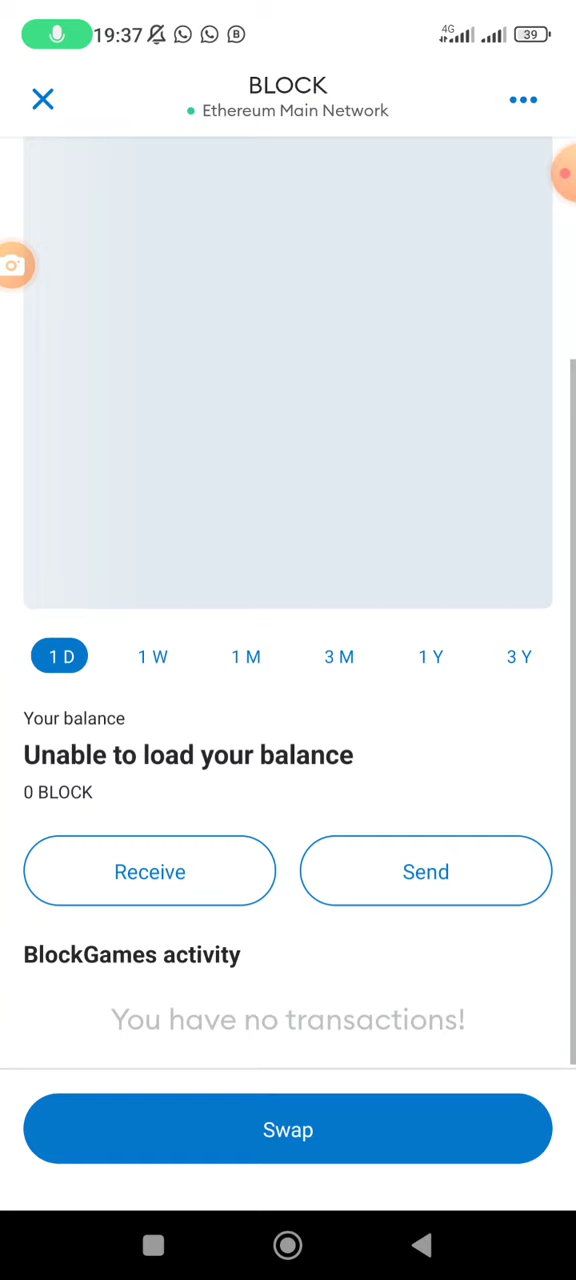 19:37
4G
39
BLOCK
Ethereum Main Network
1 D
1 W
1 M
3 M
1 Y
3 Y
Your balance
Unable to load your balance
0 BLOCK
Receive
Send
BlockGames activity
You have no transactions!
Swap